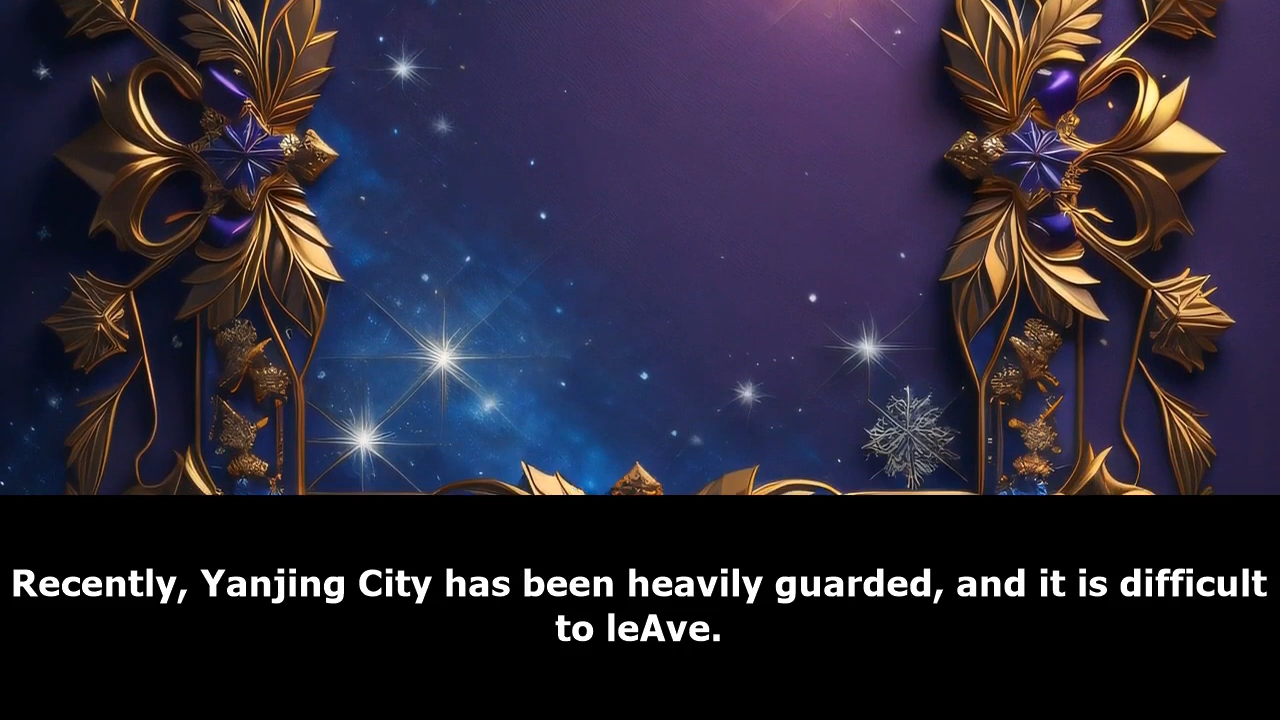 Recently, Yanjing City has been heavily guarded, and it is difficult
to leAve.